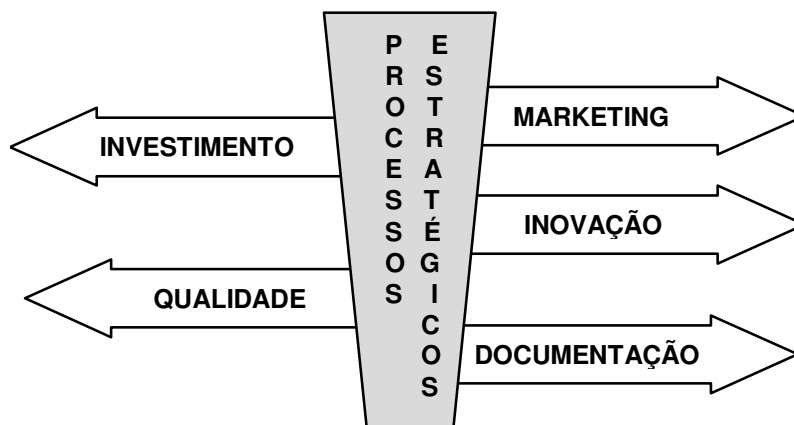 PROCESSOS
ESTRATÉGICOS
INVESTIMENTO
QUALIDADE
MARKETING
INOVAÇÃO
DOCUMENTAÇÃO